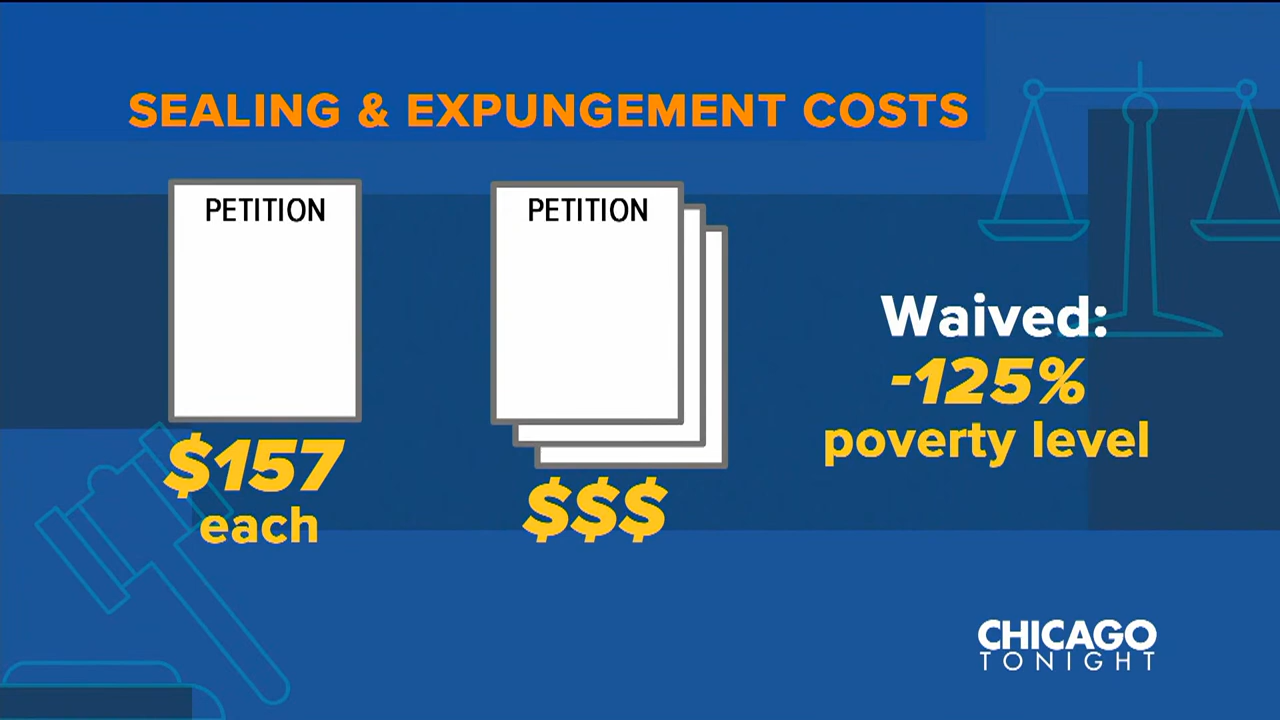 SEALING & EXPUNGEMENT COSTS
PETITION
$157
each
PETITION
$$$
Waived:
-125%
poverty level
CHICAGO
TONIGHT